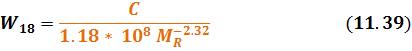 W₁₈ = C / (1.18 * 10⁸ M_R^−2.32) (11.39)